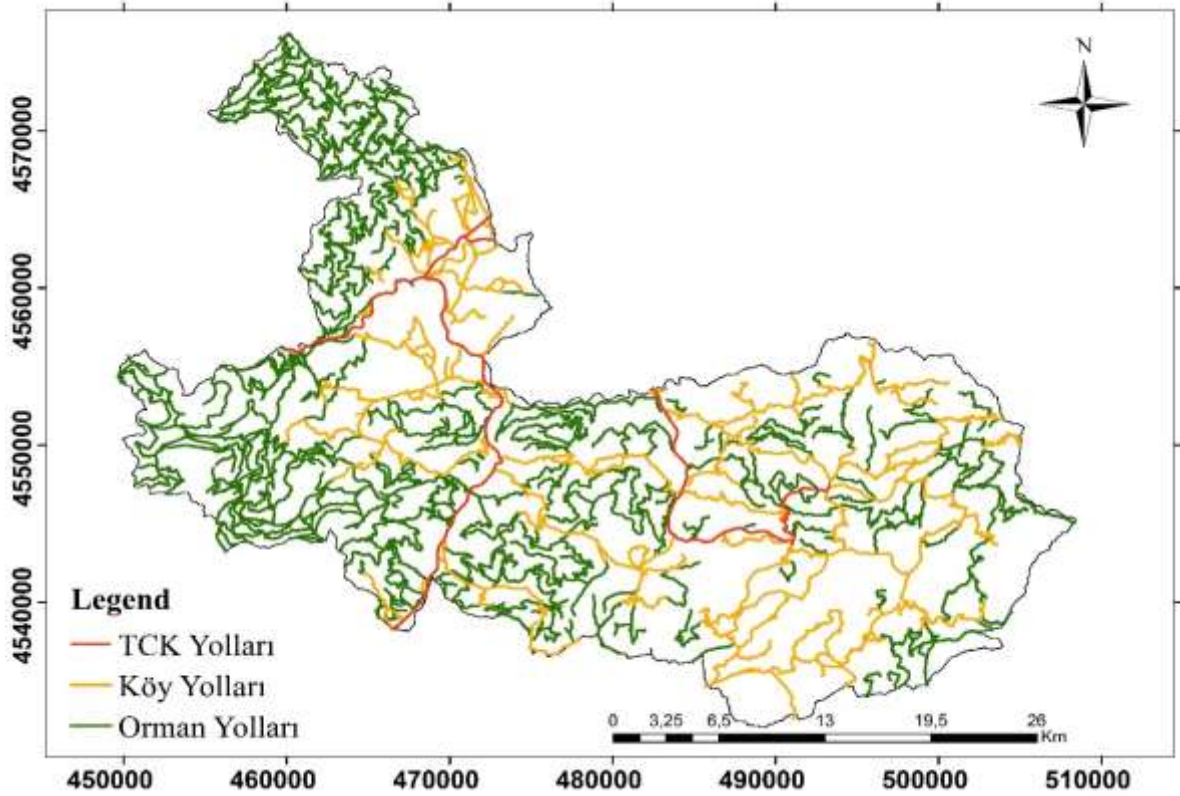 N
4570000
4560000
4550000
4540000
Legend
TCK Yolları
Köy Yolları
Orman Yolları
0 3,25 6,5 13 19,5 26
Km
450000 460000 470000 480000 490000 500000 510000